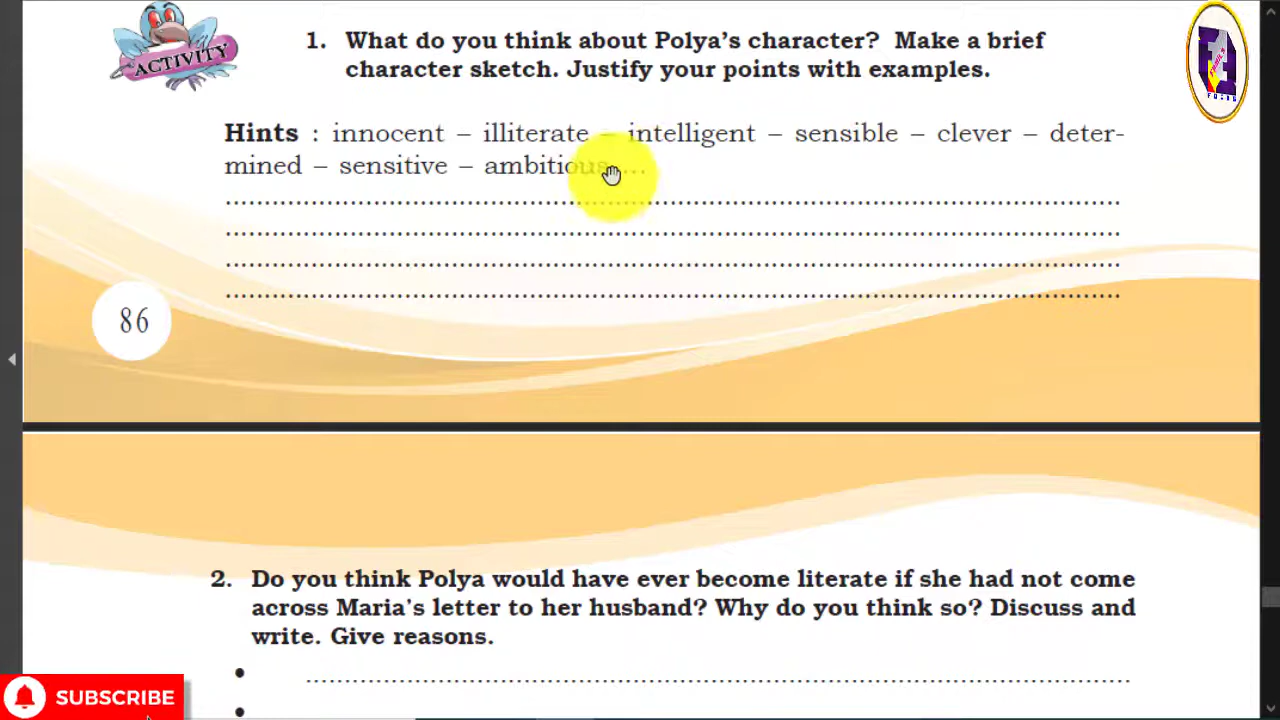 ACTIVITY
1. What do you think about Polya's character? Make a brief
character sketch. Justify your points with examples.
Hints : innocent – illiterate – intelligent – sensible – clever – deter-
mined – sensitive – ambitious ....
........................................................................
........................................................................
........................................................................
........................................................................
86
2. Do you think Polya would have ever become literate if she had not come
across Maria's letter to her husband? Why do you think so? Discuss and
write. Give reasons.
• ........................................................................
•
SUBSCRIBE